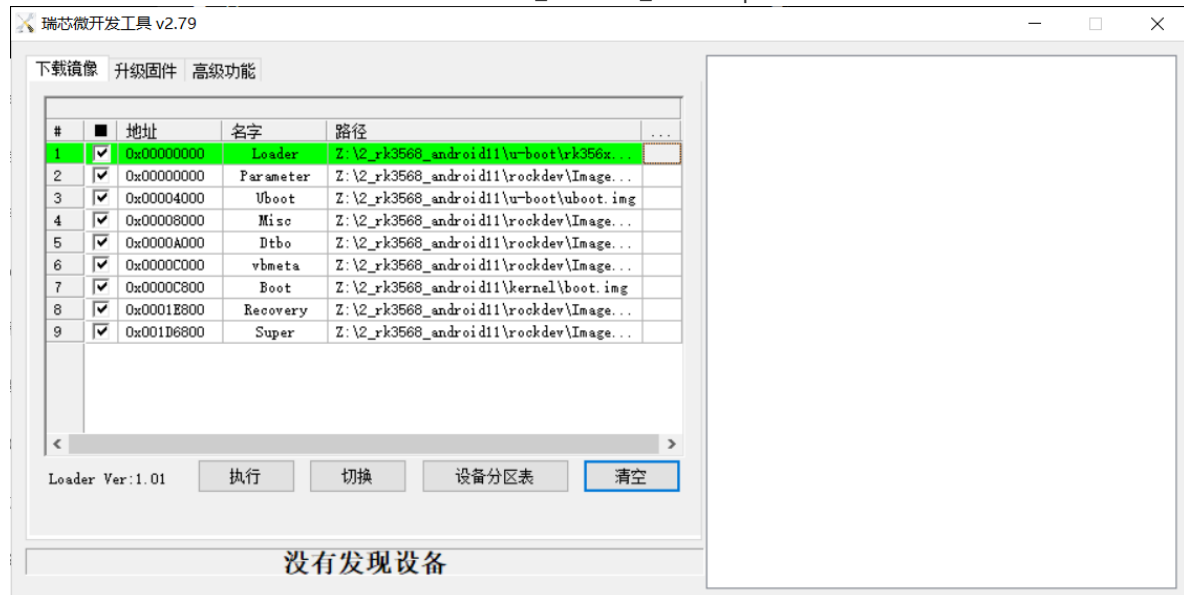 瑞芯微开发工具 v2.79
下载镜像 升级固件 高级功能
# 地址 名字 路径 ...
1 0x00000000 Loader Z:\2_rk3568_android11\u-boot\rk356x...
2 0x00000000 Parameter Z:\2_rk3568_android11\rockdev\Image...
3 0x00004000 Uboot Z:\2_rk3568_android11\u-boot\uboot.img
4 0x00008000 Misc Z:\2_rk3568_android11\rockdev\Image...
5 0x0000A000 Dtbo Z:\2_rk3568_android11\rockdev\Image...
6 0x0000C000 vbmeta Z:\2_rk3568_android11\rockdev\Image...
7 0x0000C800 Boot Z:\2_rk3568_android11\kernel\boot.img
8 0x0001E800 Recovery Z:\2_rk3568_android11\rockdev\Image...
9 0x001D6800 Super Z:\2_rk3568_android11\rockdev\Image...
Loader Ver:1.01 执行 切换 设备分区表 清空
没有发现设备